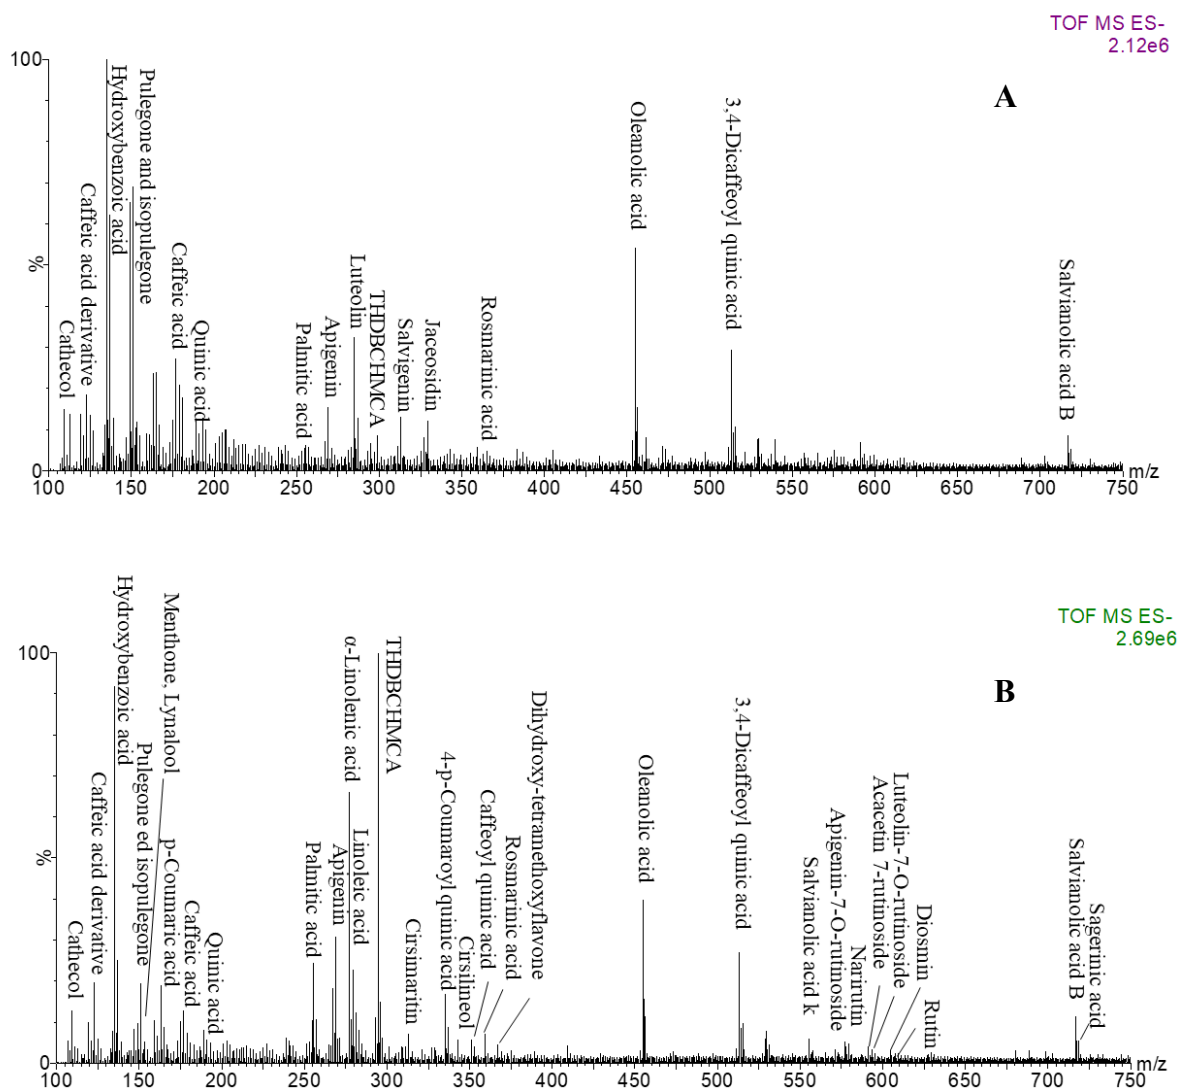 TOF MS ES-
2.12e6
A
100
%
0
Cathecol
Caffeic acid derivative
Hydroxybenzoic acid
Pulegone and isopulegone
Caffeic acid
Quinic acid
Palmitic acid
Apigenin
Luteolin
THDBCHMCA
Salvigenin
Jaceosidin
Rosmarinic acid
Oleanolic acid
3,4-Dicaffeoyl quinic acid
Salvianolic acid B
100 150 200 250 300 350 400 450 500 550 600 650 700 750 m/z
TOF MS ES-
2.69e6
B
100
%
0
Cathecol
Caffeic acid derivative
Hydroxybenzoic acid
Pulegone ed isopulegone
Menthone, Lynalool
p-Coumaric acid
Caffeic acid
Quinic acid
Palmitic acid
Apigenin
α-Linolenic acid
Linoleic acid
THDBCHMCA
Cirsimaritin
4-p-Coumaroyl quinic acid
Cirsilineol
Caffeoyl quinic acid
Rosmarinic acid
Dihydroxy-tetramethoxyflavone
Oleanolic acid
3,4-Dicaffeoyl quinic acid
Salvianolic acid k
Apigenin-7-O-rutinoside
Narirutin
Acacetin 7-rutinoside
Luteolin-7-O-rutinoside
Diosmin
Rutin
Salvianolic acid B
Sagerinic acid
100 150 200 250 300 350 400 450 500 550 600 650 700 750 m/z